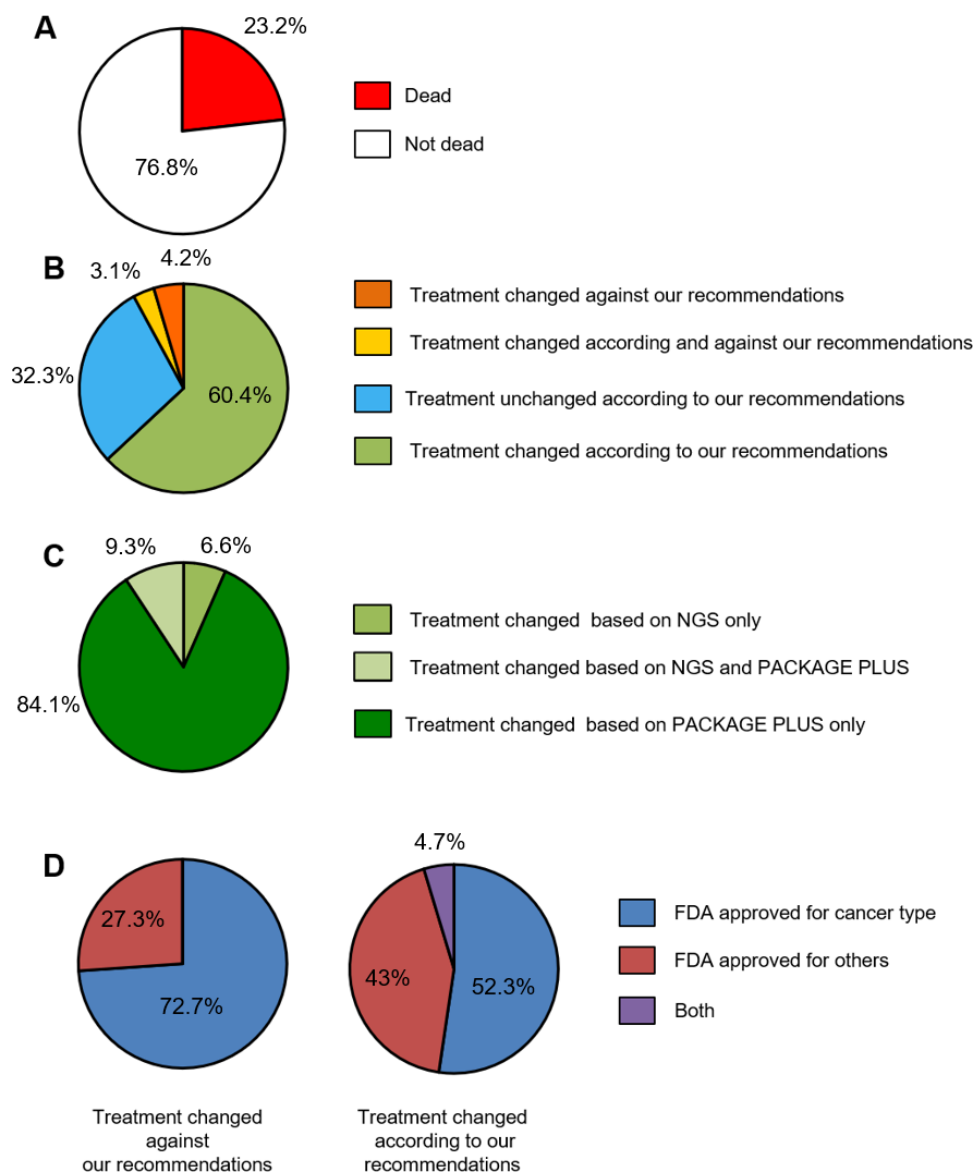 A
23.2%
76.8%
Dead
Not dead
B
3.1%
4.2%
32.3%
60.4%
Treatment changed against our recommendations
Treatment changed according and against our recommendations
Treatment unchanged according to our recommendations
Treatment changed according to our recommendations
C
9.3%
6.6%
84.1%
Treatment changed based on NGS only
Treatment changed based on NGS and PACKAGE PLUS
Treatment changed based on PACKAGE PLUS only
D
27.3%
72.7%
4.7%
43%
52.3%
FDA approved for cancer type
FDA approved for others
Both
Treatment changed
against
our recommendations
Treatment changed
according to our
recommendations